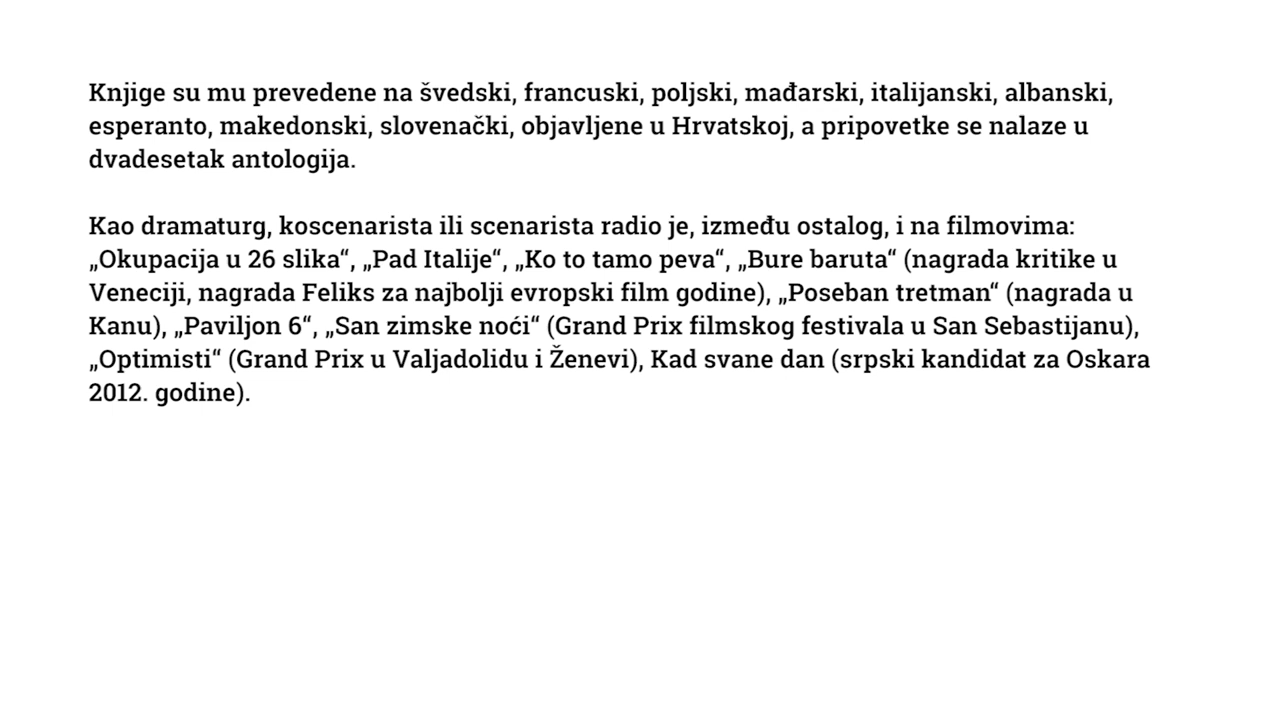 Knjige su mu prevedene na švedski, francuski, poljski, mađarski, italijanski, albanski,
esperanto, makedonski, slovenački, objavljene u Hrvatskoj, a pripovetke se nalaze u
dvadesetak antologija.
Kao dramaturg, koscenarista ili scenarista radio je, između ostalog, i na filmovima:
„Okupacija u 26 slika“, „Pad Italije“, „Ko to tamo peva“, „Bure baruta“ (nagrada kritike u
Veneciji, nagrada Feliks za najbolji evropski film godine), „Poseban tretman“ (nagrada u
Kanu), „Paviljon 6“, „San zimske noći“ (Grand Prix filmskog festivala u San Sebastijanu),
„Optimisti“ (Grand Prix u Valjadolidu i Ženevi), Kad svane dan (srpski kandidat za Oskara
2012. godine).